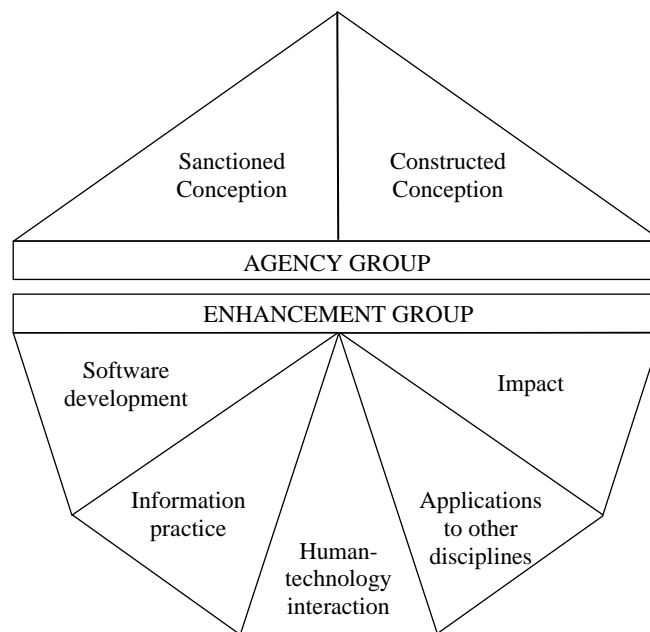 Sanctioned
Conception
Constructed
Conception
AGENCY GROUP
ENHANCEMENT GROUP
Software
development
Impact
Information
practice
Applications
to other
disciplines
Human-
technology
interaction